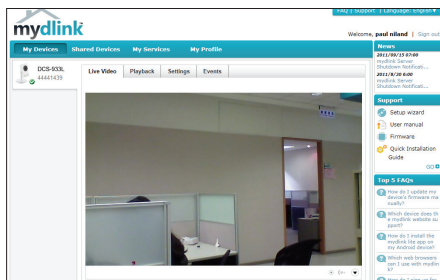 FAQ | Support | Language: English
mydlink
Welcome, paul niland | Sign out
My Devices Shared Devices My Services My Profile
DCS-933L
44441439
Live Video Playback Settings Events
News
2011/09/15 07:00
mydlink Server
Shutdown Notificati...
2011/8/30 6:00
mydlink Server
Shutdown Notificati...
Support
Setup wizard
User manual
Firmware
Quick Installation
Guide
GO
Top 5 FAQs
How do I update my
device's firmware ma
nually?
Which device does th
e mydlink website su
pport?
How do I install the
mydlink lite app on
my Android device?
Which web browsers
can I use with mydlin
k?